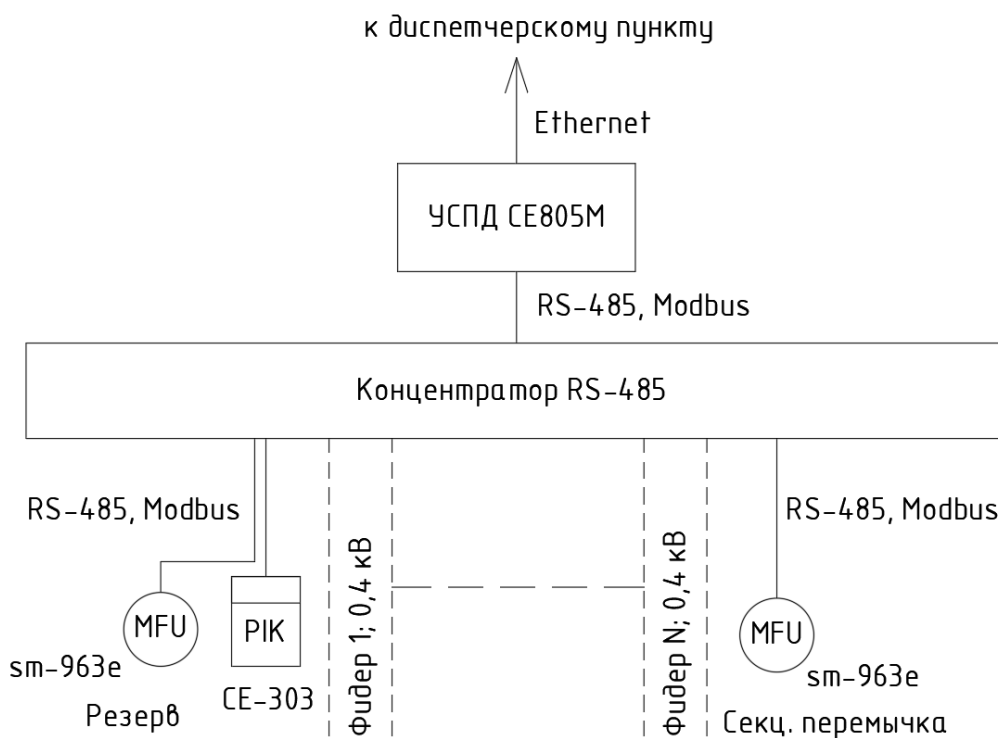 к диспетчерскому пункту
Ethernet
УСПД CE805M
RS-485, Modbus
Концентратор RS-485
RS-485, Modbus
RS-485, Modbus
MFU
PIK
Фидер 1; 0,4 кВ
Фидер N; 0,4 кВ
MFU
sm-963e
CE-303
sm-963e
Резерв
Секц. перемычка